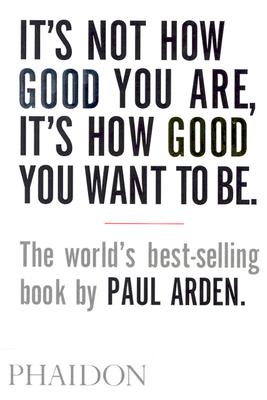 IT'S NOT HOW
GOOD YOU ARE,
IT'S HOW GOOD
YOU WANT TO BE.
The world's best-selling
book by PAUL ARDEN.
PHAIDON